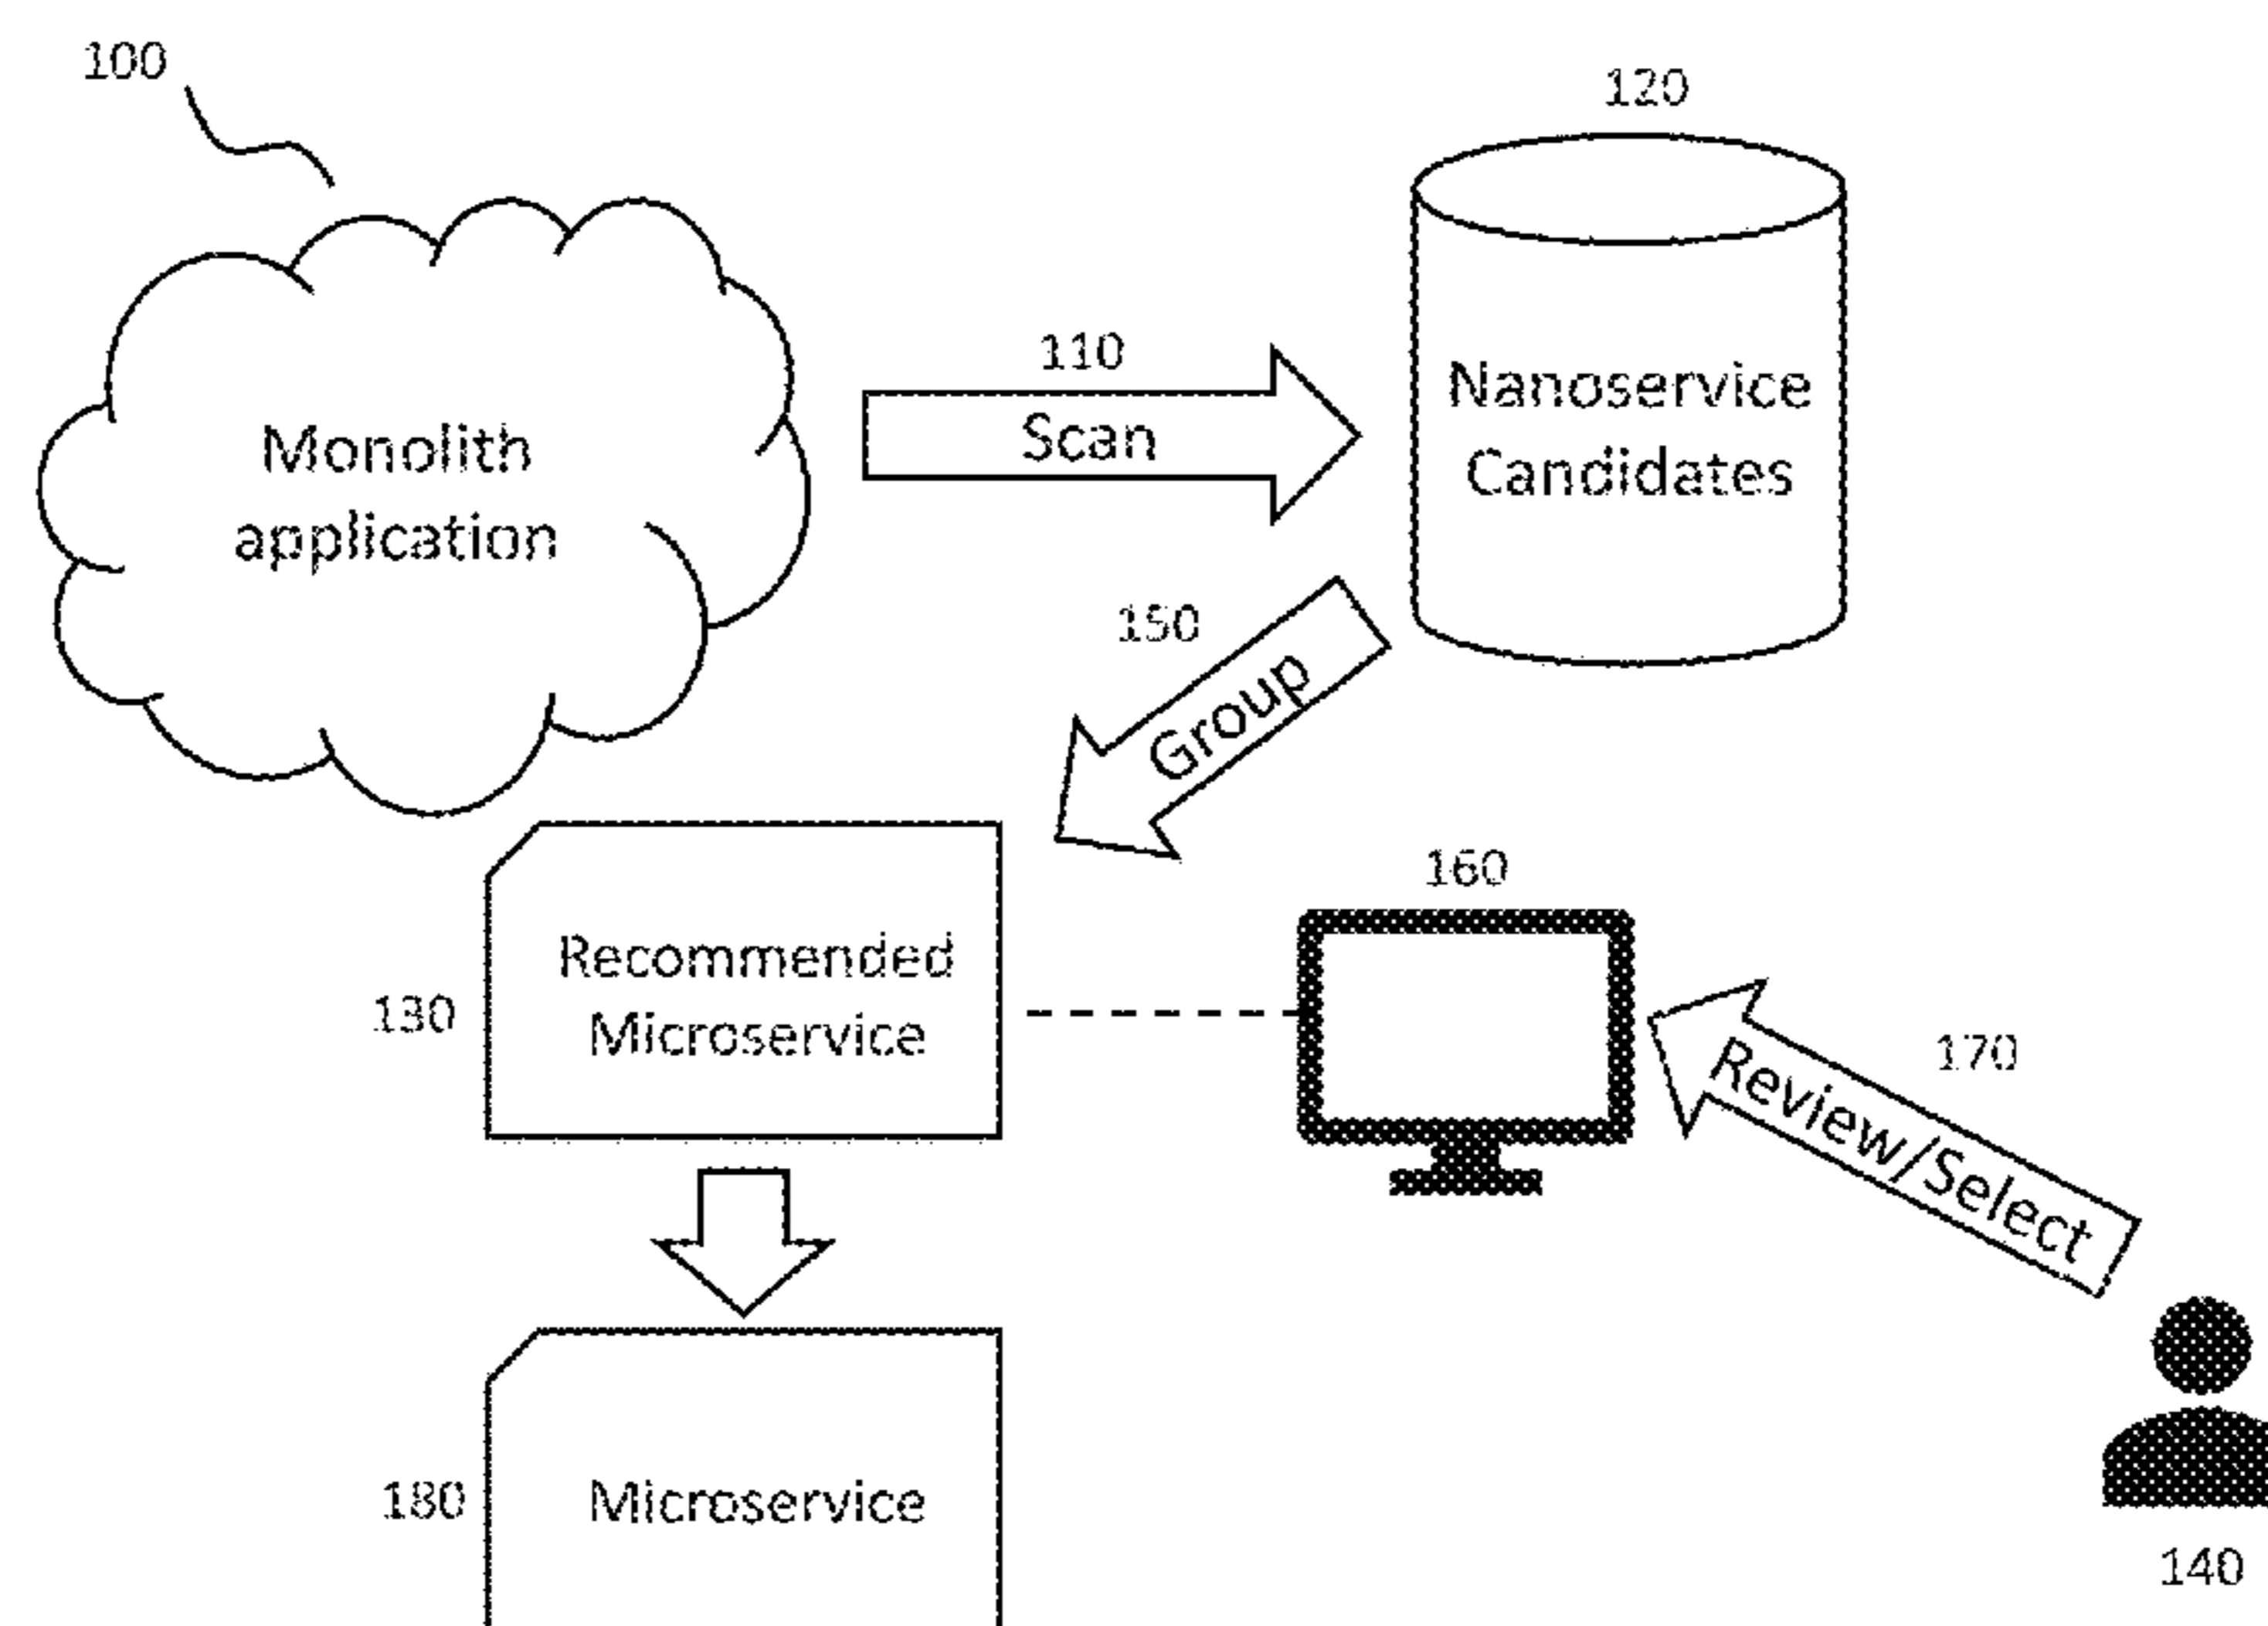 100
120
110
Scan
Nanoservice
Candidates
Monolith
application
150
Group
160
Recommended
Microservice
130
170
Review/Select
180
Microservice
140